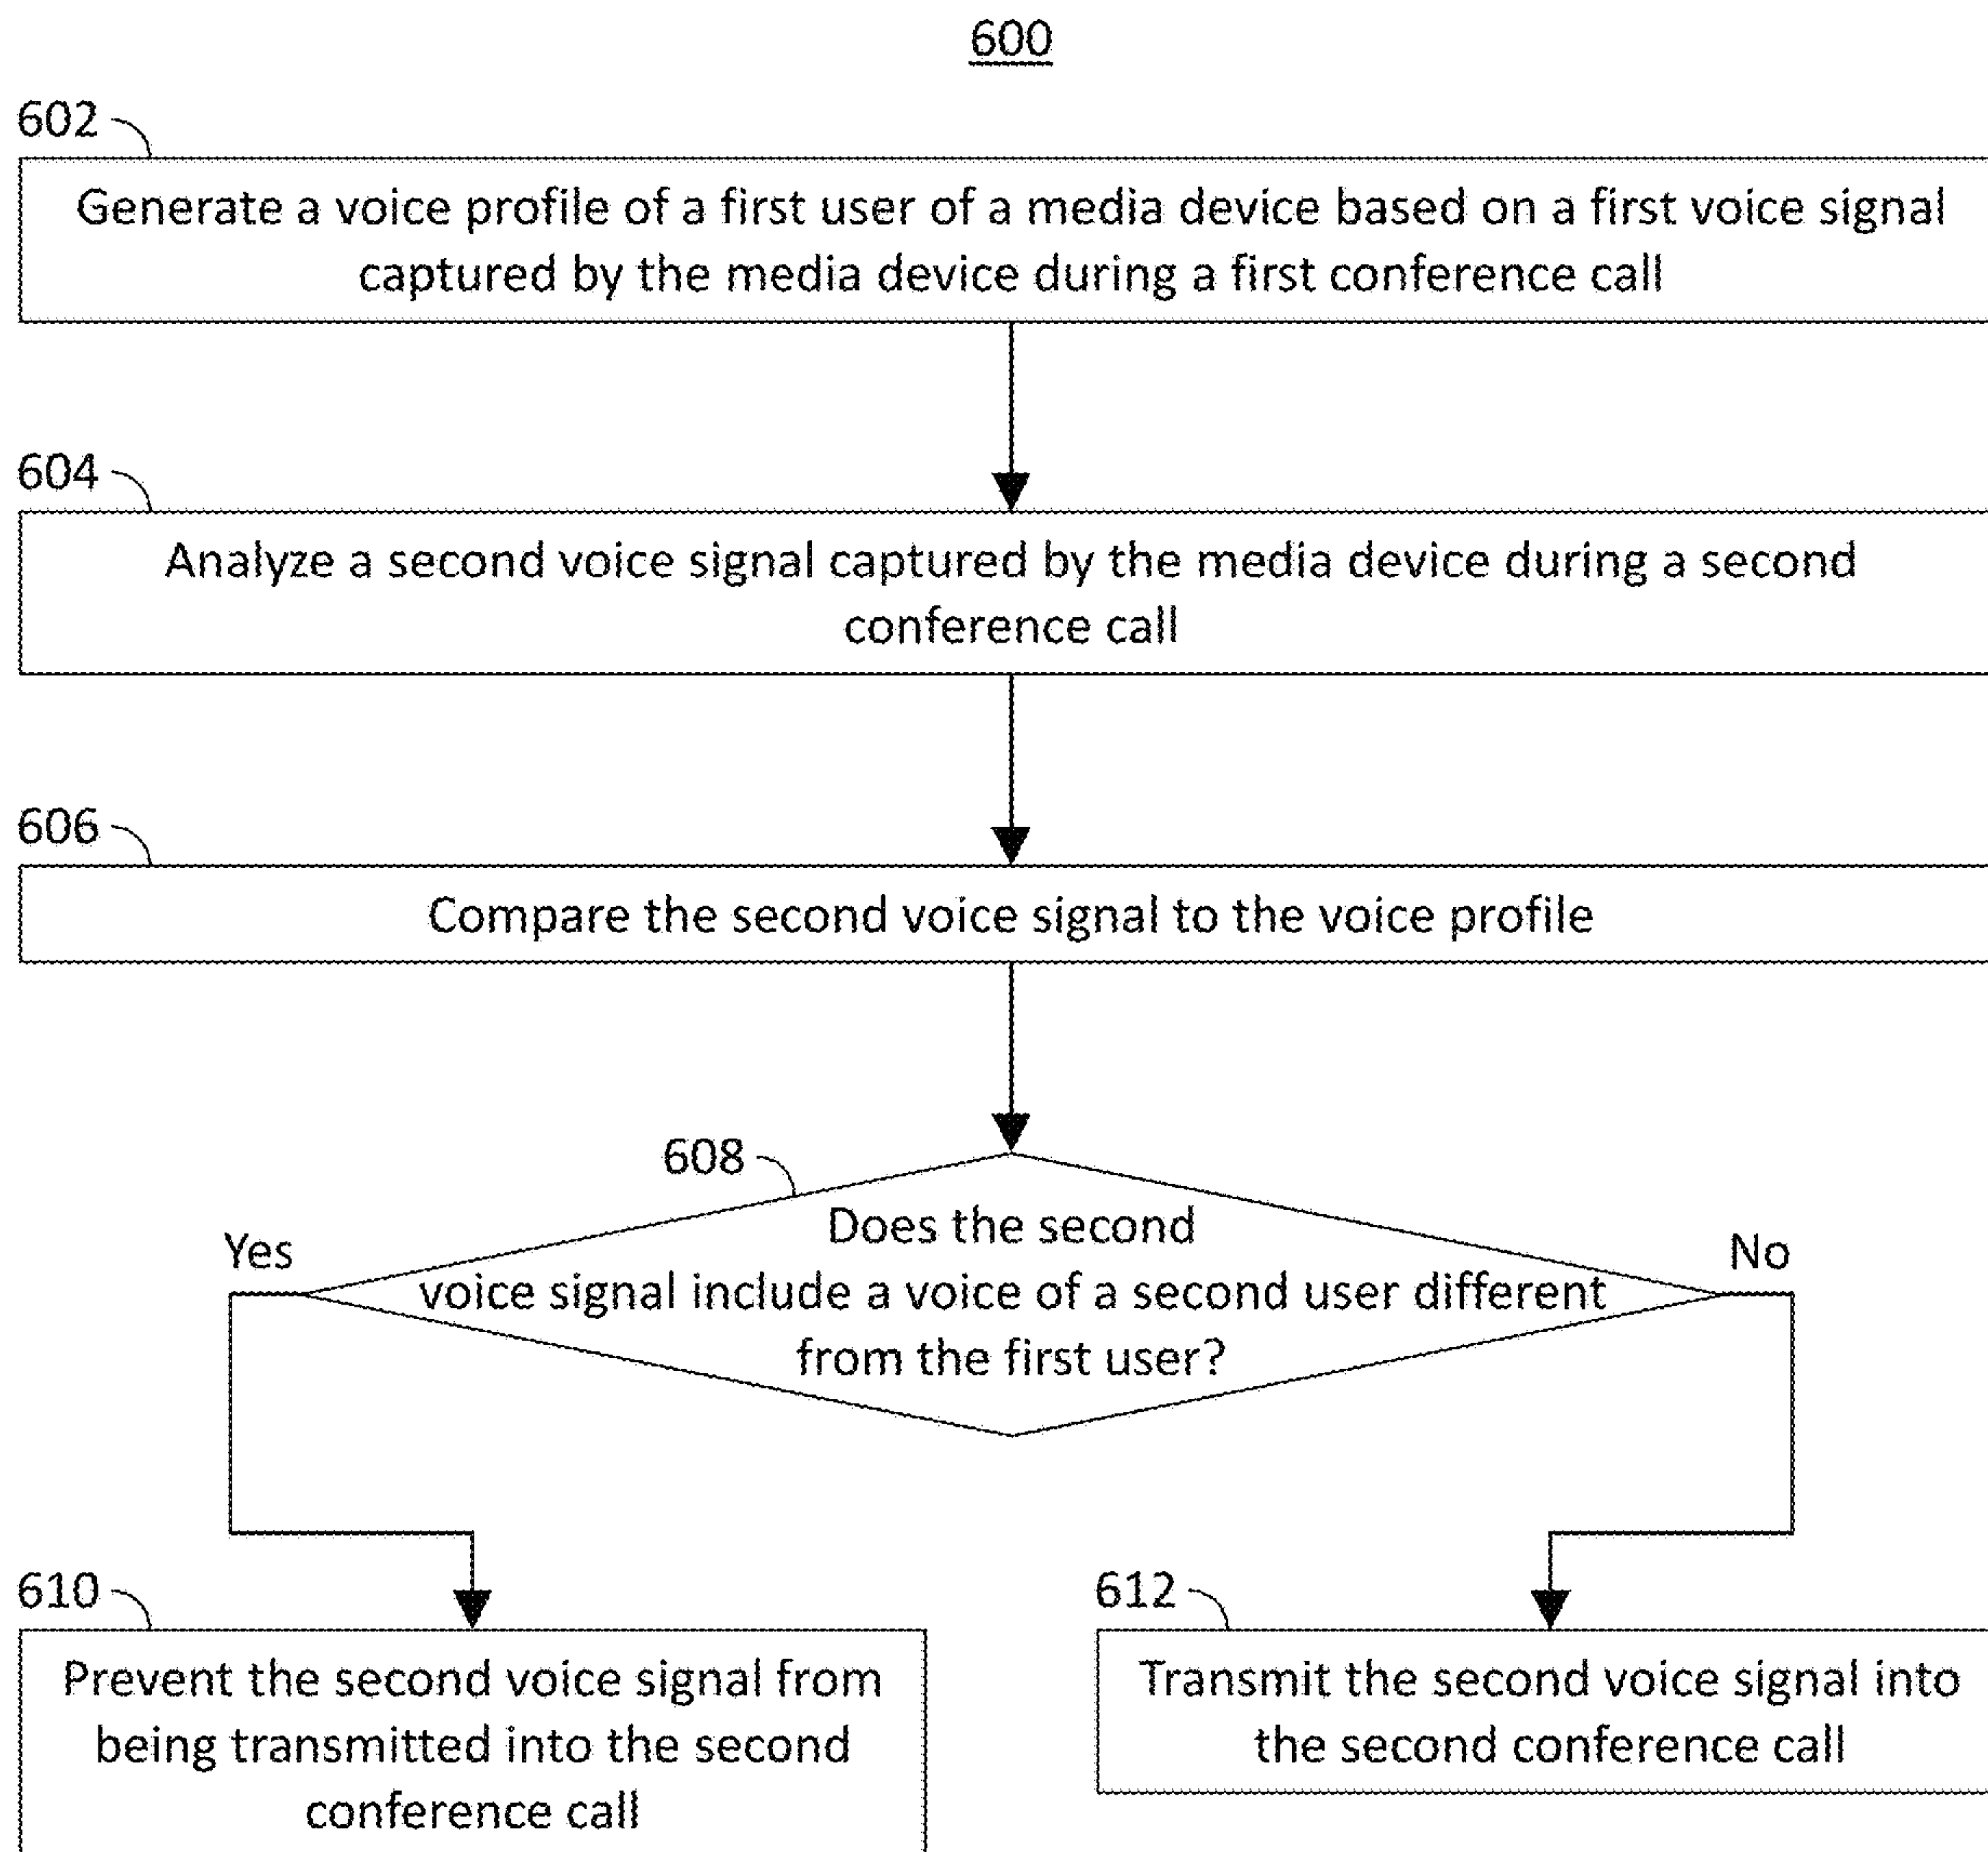 600
602
Generate a voice profile of a first user of a media device based on a first voice signal
captured by the media device during a first conference call
604
Analyze a second voice signal captured by the media device during a second
conference call
606
Compare the second voice signal to the voice profile
608
Does the second
voice signal include a voice of a second user different
from the first user?
Yes
No
610
Prevent the second voice signal from
being transmitted into the second
conference call
612
Transmit the second voice signal into
the second conference call